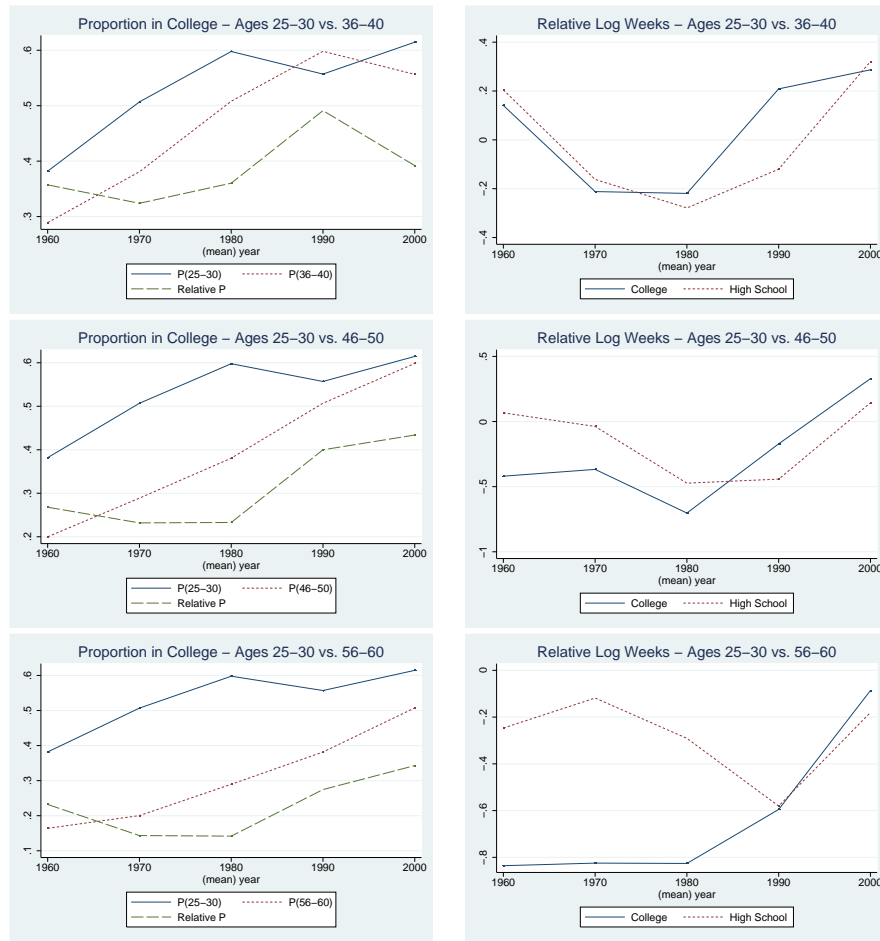 Proportion in College – Ages 25–30 vs. 36–40
.6
.5
.4
.3
1960 1970 1980 1990 2000
(mean) year
P(25–30) P(36–40)
Relative P
Relative Log Weeks – Ages 25–30 vs. 36–40
.4
.2
0
–.2
–.4
1960 1970 1980 1990 2000
(mean) year
College High School
Proportion in College – Ages 25–30 vs. 46–50
.6
.5
.4
.3
.2
1960 1970 1980 1990 2000
(mean) year
P(25–30) P(46–50)
Relative P
Relative Log Weeks – Ages 25–30 vs. 46–50
.5
0
–.5
–1
1960 1970 1980 1990 2000
(mean) year
College High School
Proportion in College – Ages 25–30 vs. 56–60
.6
.5
.4
.3
.2
.1
1960 1970 1980 1990 2000
(mean) year
P(25–30) P(56–60)
Relative P
Relative Log Weeks – Ages 25–30 vs. 56–60
0
–.2
–.4
–.6
–.8
1960 1970 1980 1990 2000
(mean) year
College High School